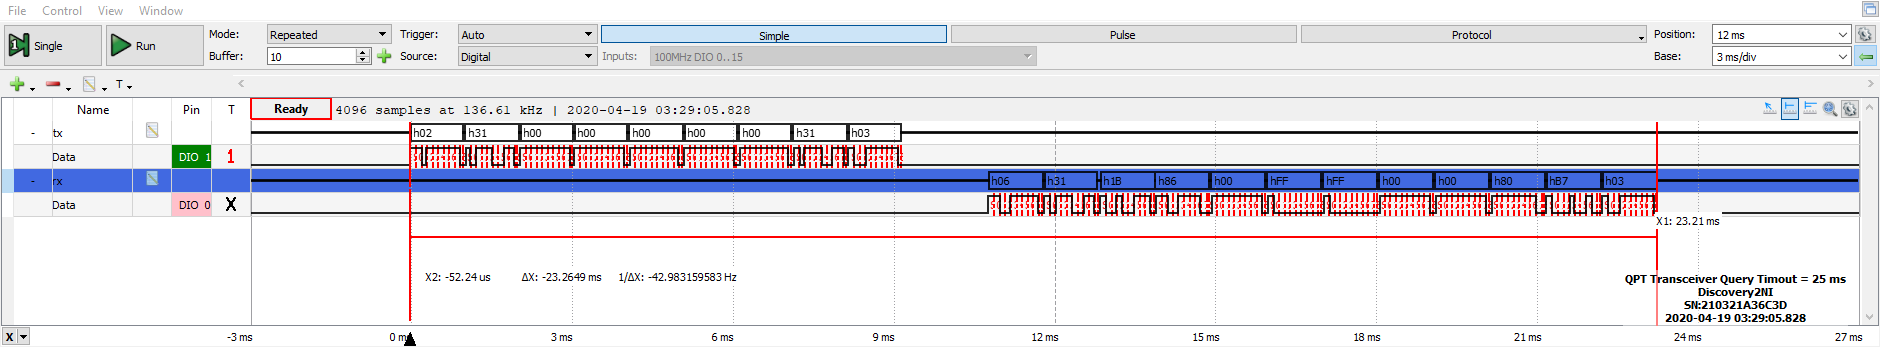 File Control View Window
1 Single Run Mode: Repeated Trigger: Auto Simple Pulse Protocol Position: 12 ms
Buffer: 10 Source: Digital Inputs: 100MHz DIO 0..15 Base: 3 ms/div
T
Name Pin T Ready 4096 samples at 136.61 kHz | 2020-04-19 03:29:05.828
- tx h02 h31 h00 h00 h00 h00 h00 h31 h03
Data DIO 1 1
- rx h06 h31 h1B h86 h00 hFF hFF h00 h00 h80 hB7 h03
Data DIO 0 X
X1: 23.21 ms
X2: -52.24 us ΔX: -23.2649 ms 1/ΔX: -42.983159583 Hz
QPT Transceiver Query Timout = 25 ms
Discovery2NI
SN:210321A36C3D
2020-04-19 03:29:05.828
X -3 ms 0 ms 3 ms 6 ms 9 ms 12 ms 15 ms 18 ms 21 ms 24 ms 27 ms